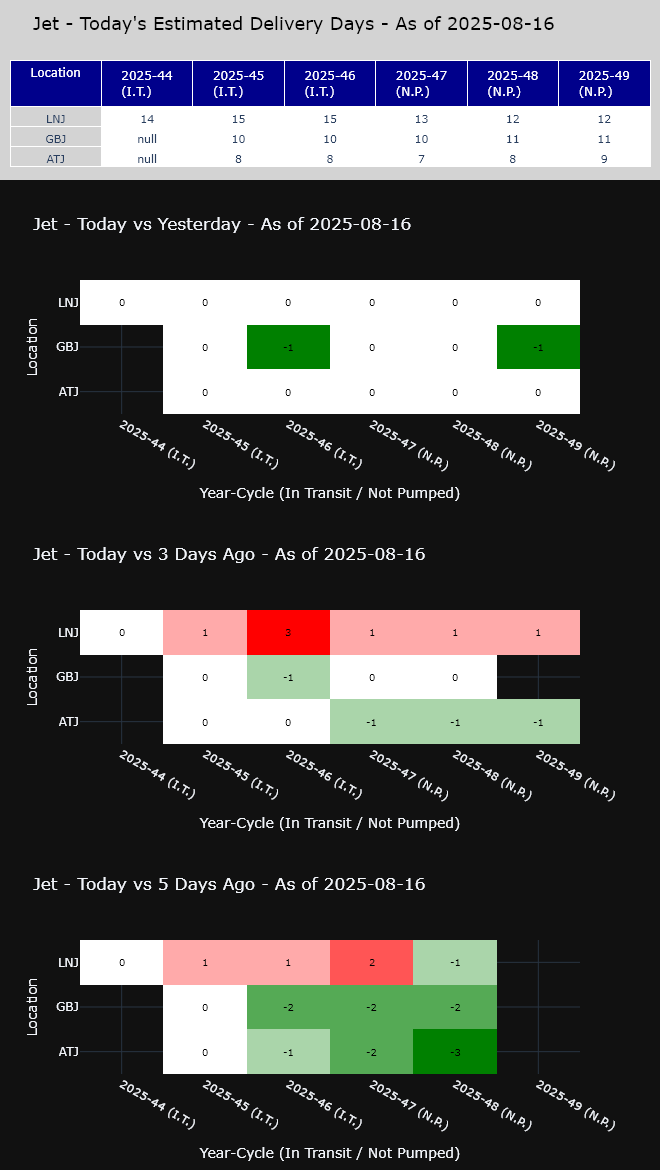 Jet - Today's Estimated Delivery Days - As of 2025-08-16
Location 2025-44 (I.T.) 2025-45 (I.T.) 2025-46 (I.T.) 2025-47 (N.P.) 2025-48 (N.P.) 2025-49 (N.P.)
LNJ 14 15 15 13 12 12
GBJ null 10 10 10 11 11
ATJ null 8 8 7 8 9
Jet - Today vs Yesterday - As of 2025-08-16
Location
LNJ 0 0 0 0 0 0
GBJ 0 -1 0 0 -1
ATJ 0 0 0 0 0
2025-44 (I.T.) 2025-45 (I.T.) 2025-46 (I.T.) 2025-47 (N.P.) 2025-48 (N.P.) 2025-49 (N.P.)
Year-Cycle (In Transit / Not Pumped)
Jet - Today vs 3 Days Ago - As of 2025-08-16
Location
LNJ 0 1 3 1 1 1
GBJ 0 -1 0 0
ATJ 0 0 -1 -1 -1
2025-44 (I.T.) 2025-45 (I.T.) 2025-46 (I.T.) 2025-47 (N.P.) 2025-48 (N.P.) 2025-49 (N.P.)
Year-Cycle (In Transit / Not Pumped)
Jet - Today vs 5 Days Ago - As of 2025-08-16
Location
LNJ 0 1 1 2 -1
GBJ 0 -2 -2 -2
ATJ 0 -1 -2 -3
2025-44 (I.T.) 2025-45 (I.T.) 2025-46 (I.T.) 2025-47 (N.P.) 2025-48 (N.P.) 2025-49 (N.P.)
Year-Cycle (In Transit / Not Pumped)